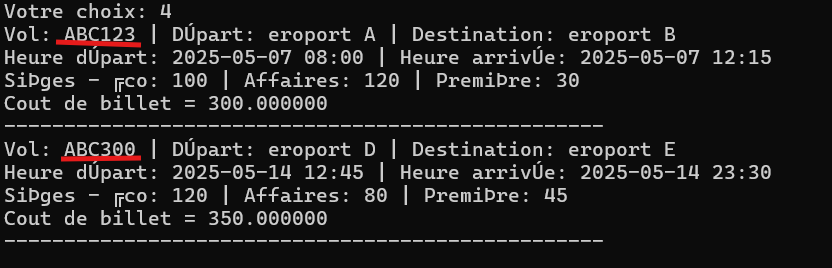 Votre choix: 4
Vol: ABC123 | DÚpart: eroport A | Destination: eroport B
Heure dÚpart: 2025-05-07 08:00 | Heure arrivÚe: 2025-05-07 12:15
SiÞges - ╔co: 100 | Affaires: 120 | PremiÞre: 30
Cout de billet = 300.000000
--------------------------------------------------
Vol: ABC300 | DÚpart: eroport D | Destination: eroport E
Heure dÚpart: 2025-05-14 12:45 | Heure arrivÚe: 2025-05-14 23:30
SiÞges - ╔co: 120 | Affaires: 80 | PremiÞre: 45
Cout de billet = 350.000000
--------------------------------------------------